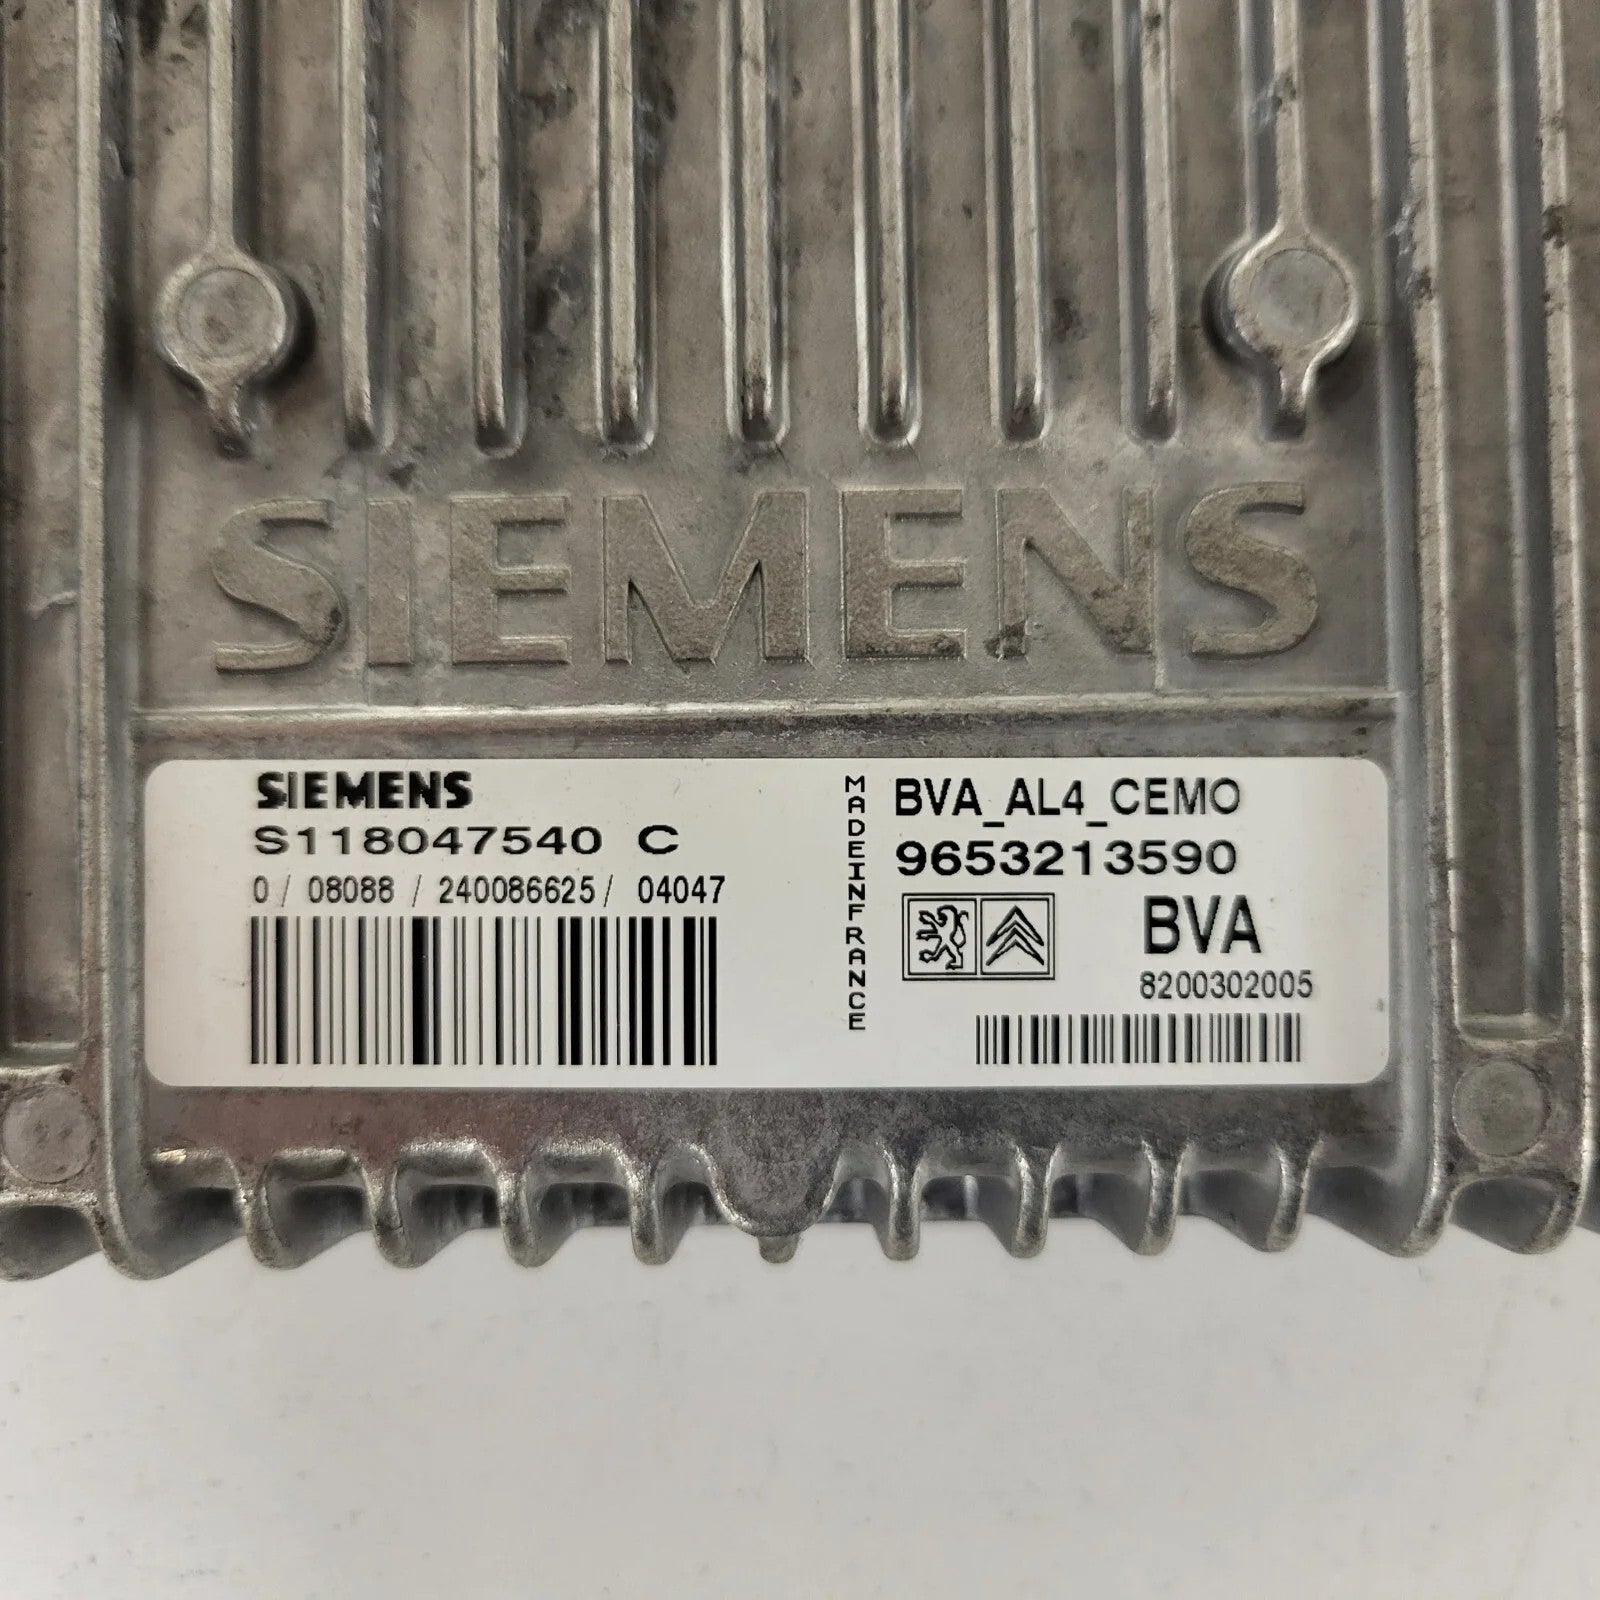 SIEMENS
SIEMENS
S118047540 C
0 / 08088 / 240086625 / 04047
MADEINFRANCE
BVA_AL4_CEMO
9653213590
BVA
8200302005